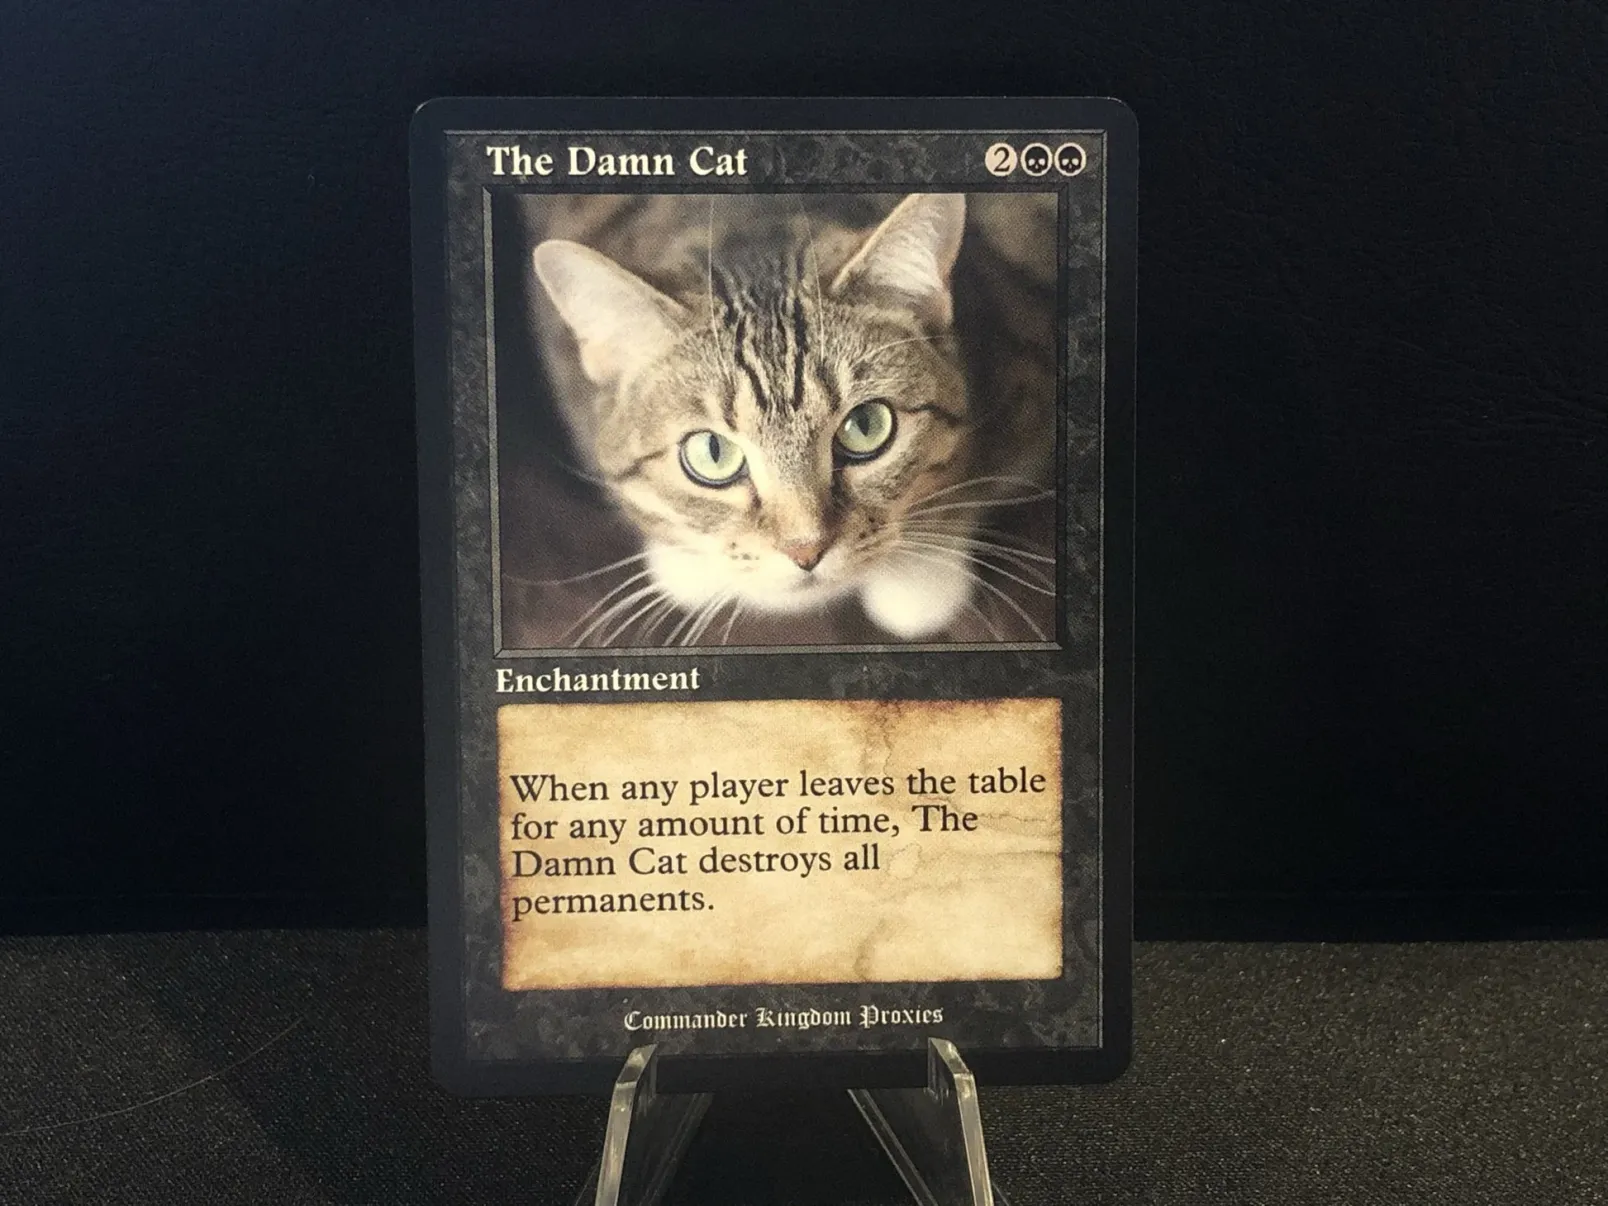 The Damn Cat 2
Enchantment
When any player leaves the table
for any amount of time, The
Damn Cat destroys all
permanents.
Commander Kingdom Proxies